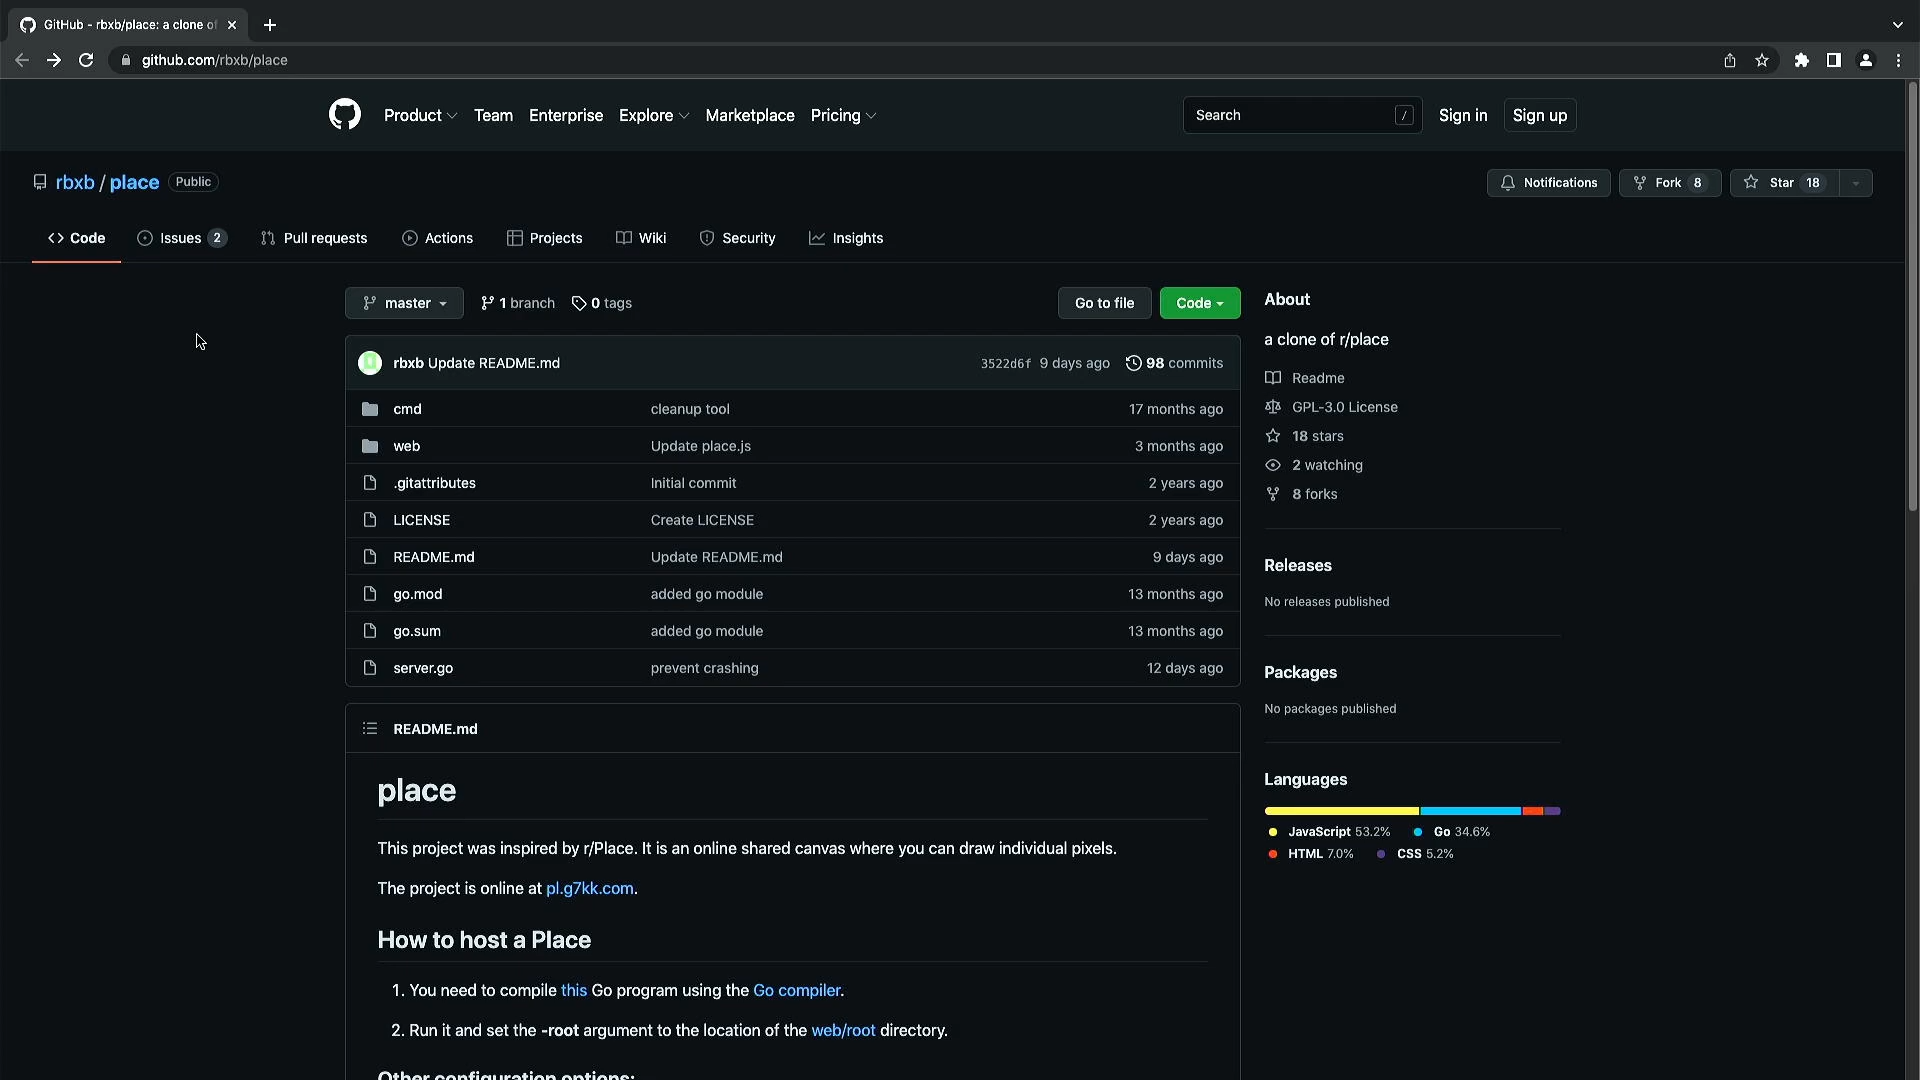 GitHub - rbxb/place: a clone of
github.com/rbxb/place
Product Team Enterprise Explore Marketplace Pricing Search / Sign in Sign up
rbxb / place Public Notifications Fork 8 Star 18
<> Code Issues 2 Pull requests Actions Projects Wiki Security Insights
master 1 branch 0 tags Go to file Code
rbxb Update README.md 3522d6f 9 days ago 98 commits
cmd cleanup tool 17 months ago
web Update place.js 3 months ago
.gitattributes Initial commit 2 years ago
LICENSE Create LICENSE 2 years ago
README.md Update README.md 9 days ago
go.mod added go module 13 months ago
go.sum added go module 13 months ago
server.go prevent crashing 12 days ago
README.md
place
This project was inspired by r/Place. It is an online shared canvas where you can draw individual pixels.
The project is online at pl.g7kk.com.
How to host a Place
1. You need to compile this Go program using the Go compiler.
2. Run it and set the -root argument to the location of the web/root directory.
Other configuration options:
About
a clone of r/place
Readme
GPL-3.0 License
18 stars
2 watching
8 forks
Releases
No releases published
Packages
No packages published
Languages
JavaScript 53.2% Go 34.6%
HTML 7.0% CSS 5.2%